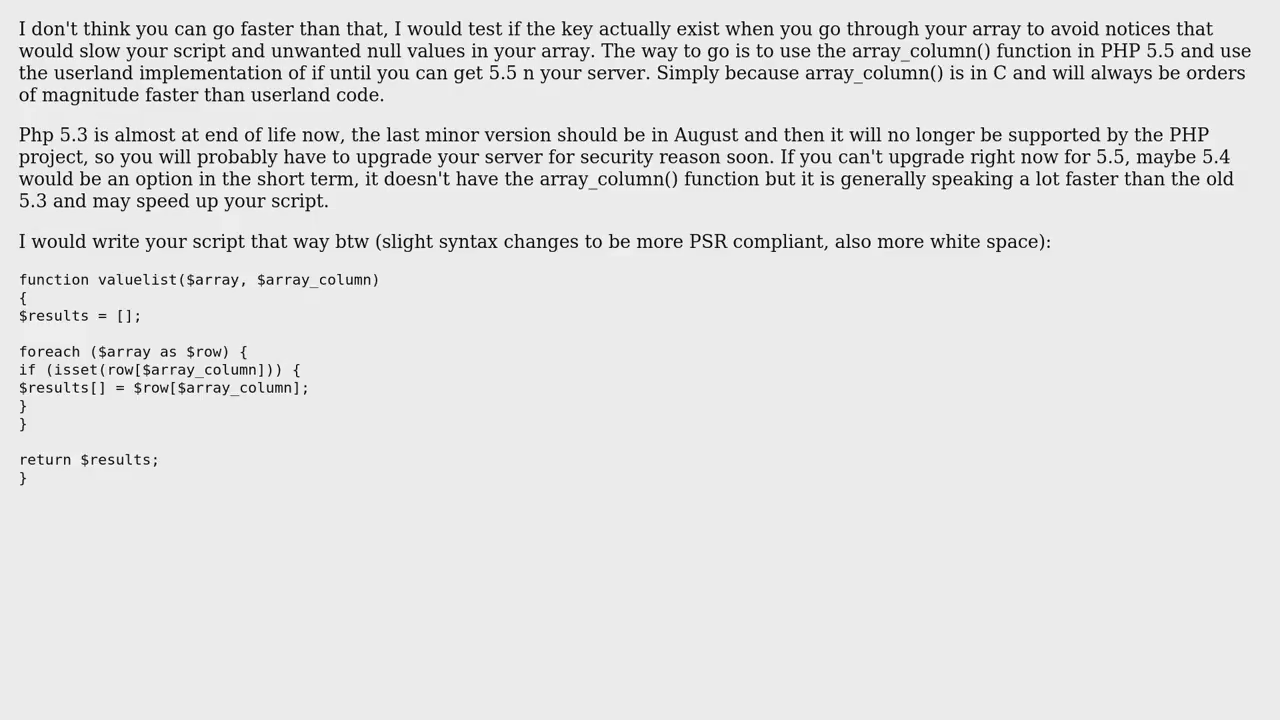 I don't think you can go faster than that, I would test if the key actually exist when you go through your array to avoid notices that
would slow your script and unwanted null values in your array. The way to go is to use the array_column() function in PHP 5.5 and use
the userland implementation of if until you can get 5.5 n your server. Simply because array_column() is in C and will always be orders
of magnitude faster than userland code.
Php 5.3 is almost at end of life now, the last minor version should be in August and then it will no longer be supported by the PHP
project, so you will probably have to upgrade your server for security reason soon. If you can't upgrade right now for 5.5, maybe 5.4
would be an option in the short term, it doesn't have the array_column() function but it is generally speaking a lot faster than the old
5.3 and may speed up your script.
I would write your script that way btw (slight syntax changes to be more PSR compliant, also more white space):
function valuelist($array, $array_column)
{
$results = [];
foreach ($array as $row) {
if (isset(row[$array_column])) {
$results[] = $row[$array_column];
}
}
return $results;
}